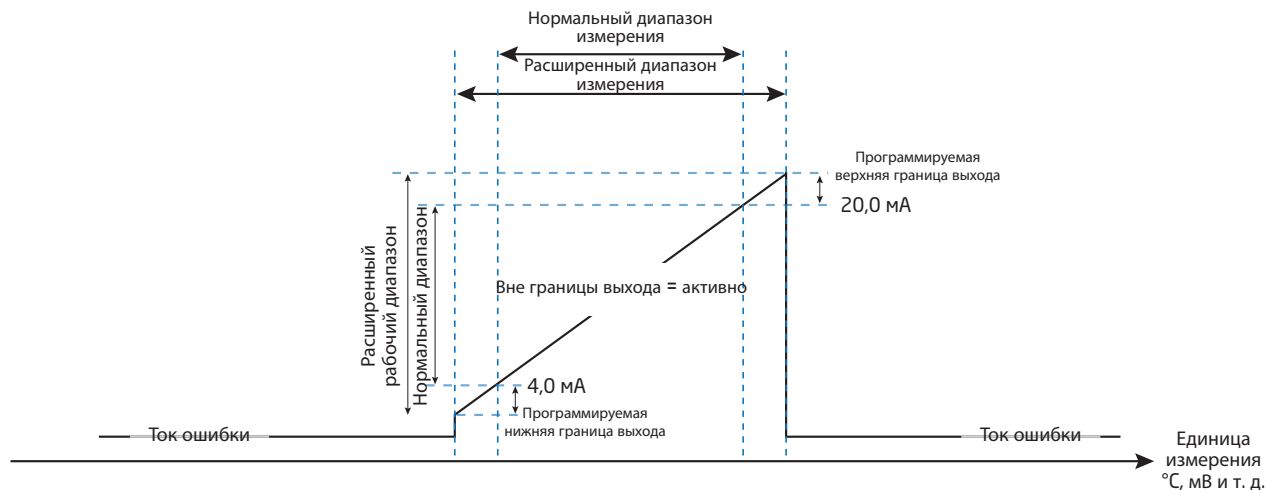 Нормальный диапазон
измерения
Расширенный диапазон
измерения
Программируемая
верхняя граница выхода
20,0 мА
Расширенный
рабочий диапазон
Нормальный диапазон
Вне границы выхода = активно
4,0 мА
Программируемая
нижняя граница выхода
Ток ошибки
Ток ошибки
Единица
измерения
°C, мВ и т. д.